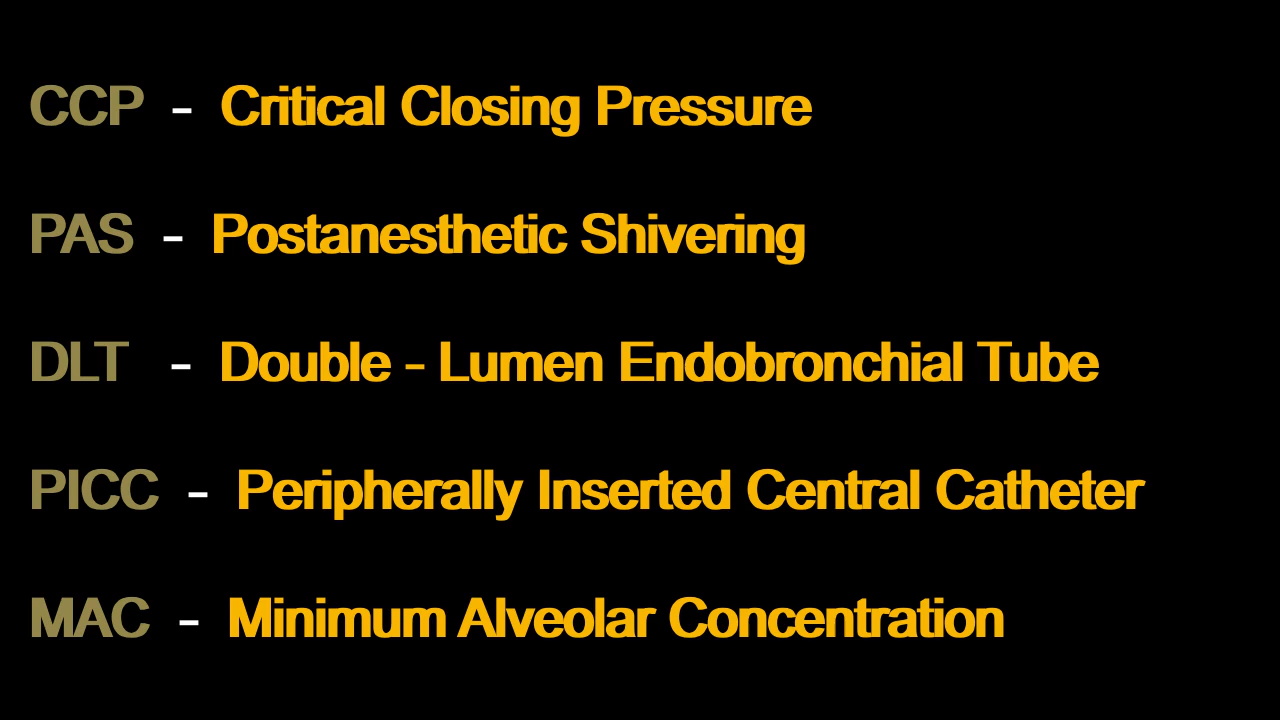 CCP - Critical Closing Pressure
PAS - Postanesthetic Shivering
DLT - Double - Lumen Endobronchial Tube
PICC - Peripherally Inserted Central Catheter
MAC - Minimum Alveolar Concentration